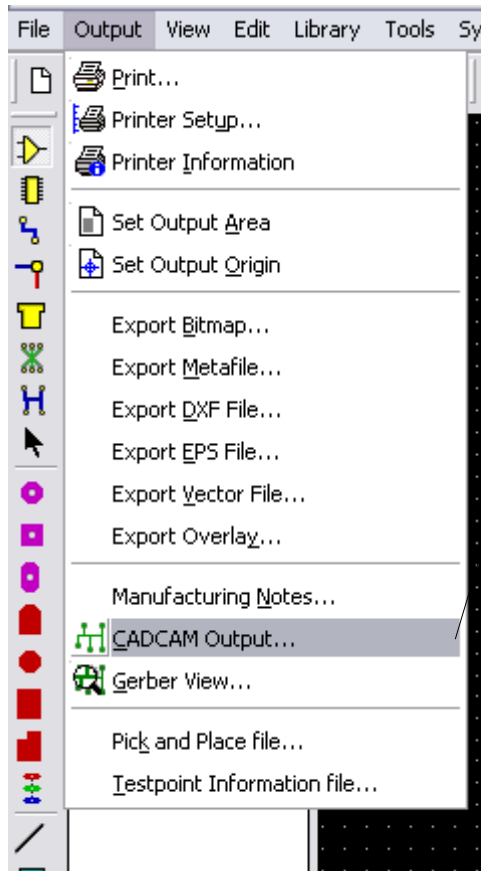 File Output View Edit Library Tools Sy
Print...
Printer Setup...
Printer Information
Set Output Area
Set Output Origin
Export Bitmap...
Export Metafile...
Export DXF File...
Export EPS File...
Export Vector File...
Export Overlay...
Manufacturing Notes...
CADCAM Output...
Gerber View...
Pick and Place file...
Testpoint Information file...